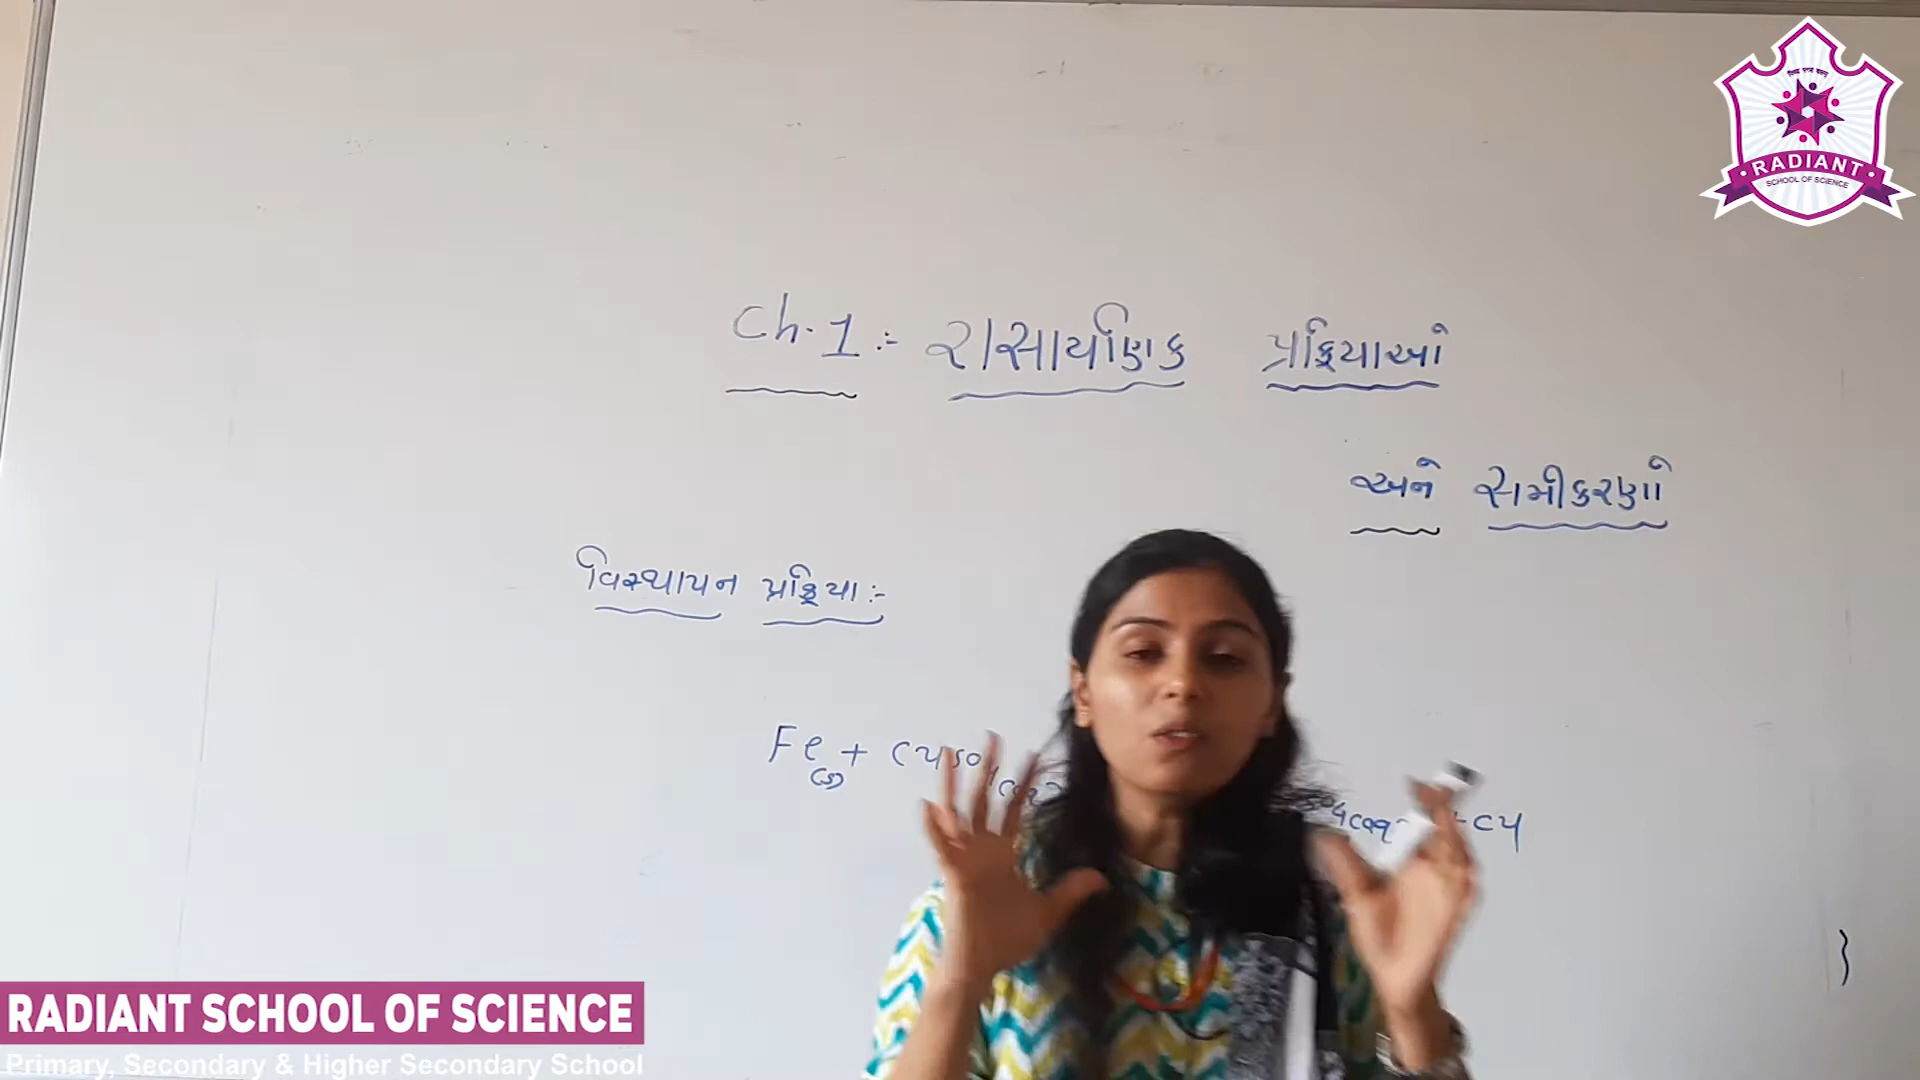 RADIANT
SCHOOL OF SCIENCE
Ch.1 :- રાસાયણિક પ્રક્રિયાઓ
અને સમીકરણો
વિસ્થાપન પ્રક્રિયા :-
Fe(s) + CuSO4(aq) + Cu
RADIANT SCHOOL OF SCIENCE
Primary, Secondary & Higher Secondary School